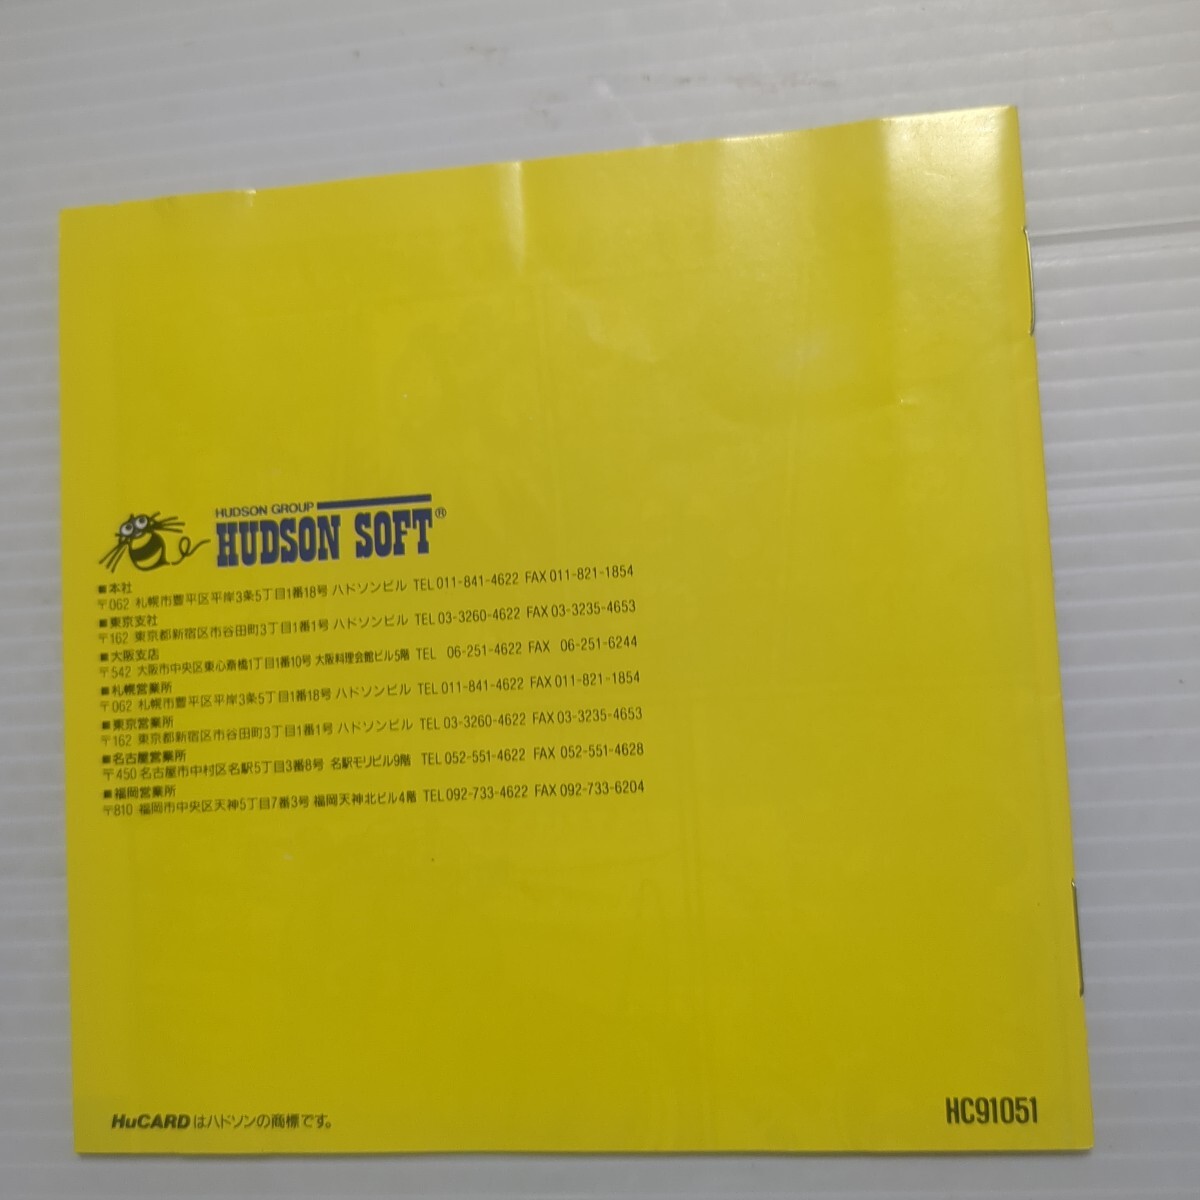 HUDSON GROUP
HUDSON SOFT®
■本社
〒062 札幌市豊平区平岸3条5丁目1番18号 ハドソンビル TEL 011-841-4622 FAX 011-821-1854
■東京支社
〒162 東京都新宿区市谷田町3丁目1番1号 ハドソンビル TEL 03-3260-4622 FAX 03-3235-4653
■大阪支店
〒542 大阪市中央区東心斎橋1丁目1番10号 大阪料理会館ビル5階 TEL 06-251-4622 FAX 06-251-6244
■札幌営業所
〒062 札幌市豊平区平岸3条5丁目1番18号 ハドソンビル TEL 011-841-4622 FAX 011-821-1854
■東京営業所
〒162 東京都新宿区市谷田町3丁目1番1号 ハドソンビル TEL 03-3260-4622 FAX 03-3235-4653
■名古屋営業所
〒450 名古屋市中村区名駅5丁目3番8号 名駅モリビル9階 TEL 052-551-4622 FAX 052-551-4628
■福岡営業所
〒810 福岡市中央区天神5丁目7番3号 福岡天神北ビル4階 TEL 092-733-4622 FAX 092-733-6204
HuCARDはハドソンの商標です。
HC91051